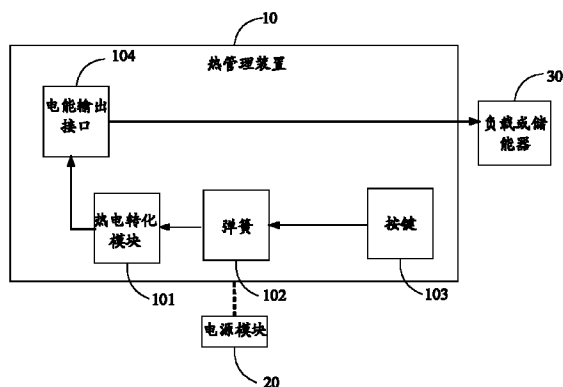 10
热管理装置
104
电能输出
接口
30
负载或储
能器
热电转化
模块
弹簧
按键
101
102
103
电源模块
20